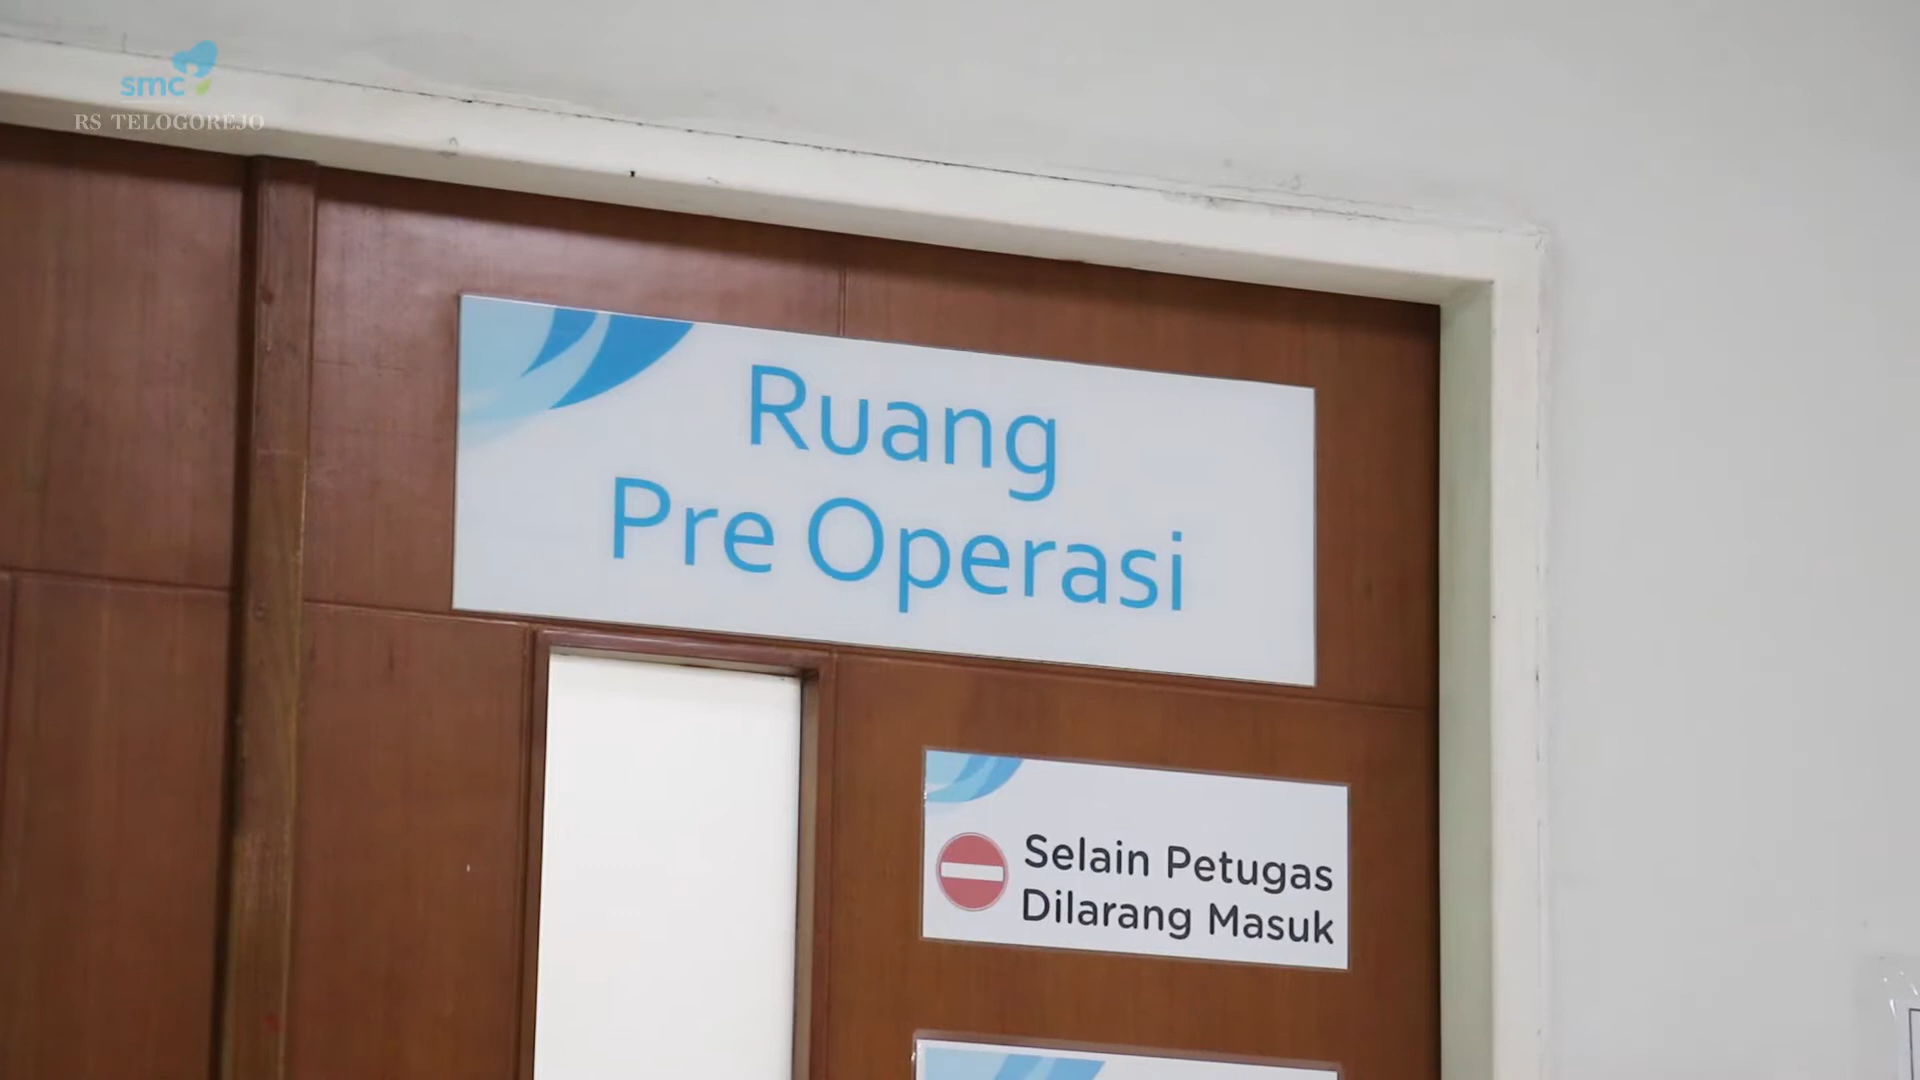 smc
RS TELOGOREJO
Ruang
Pre Operasi
Selain Petugas
Dilarang Masuk